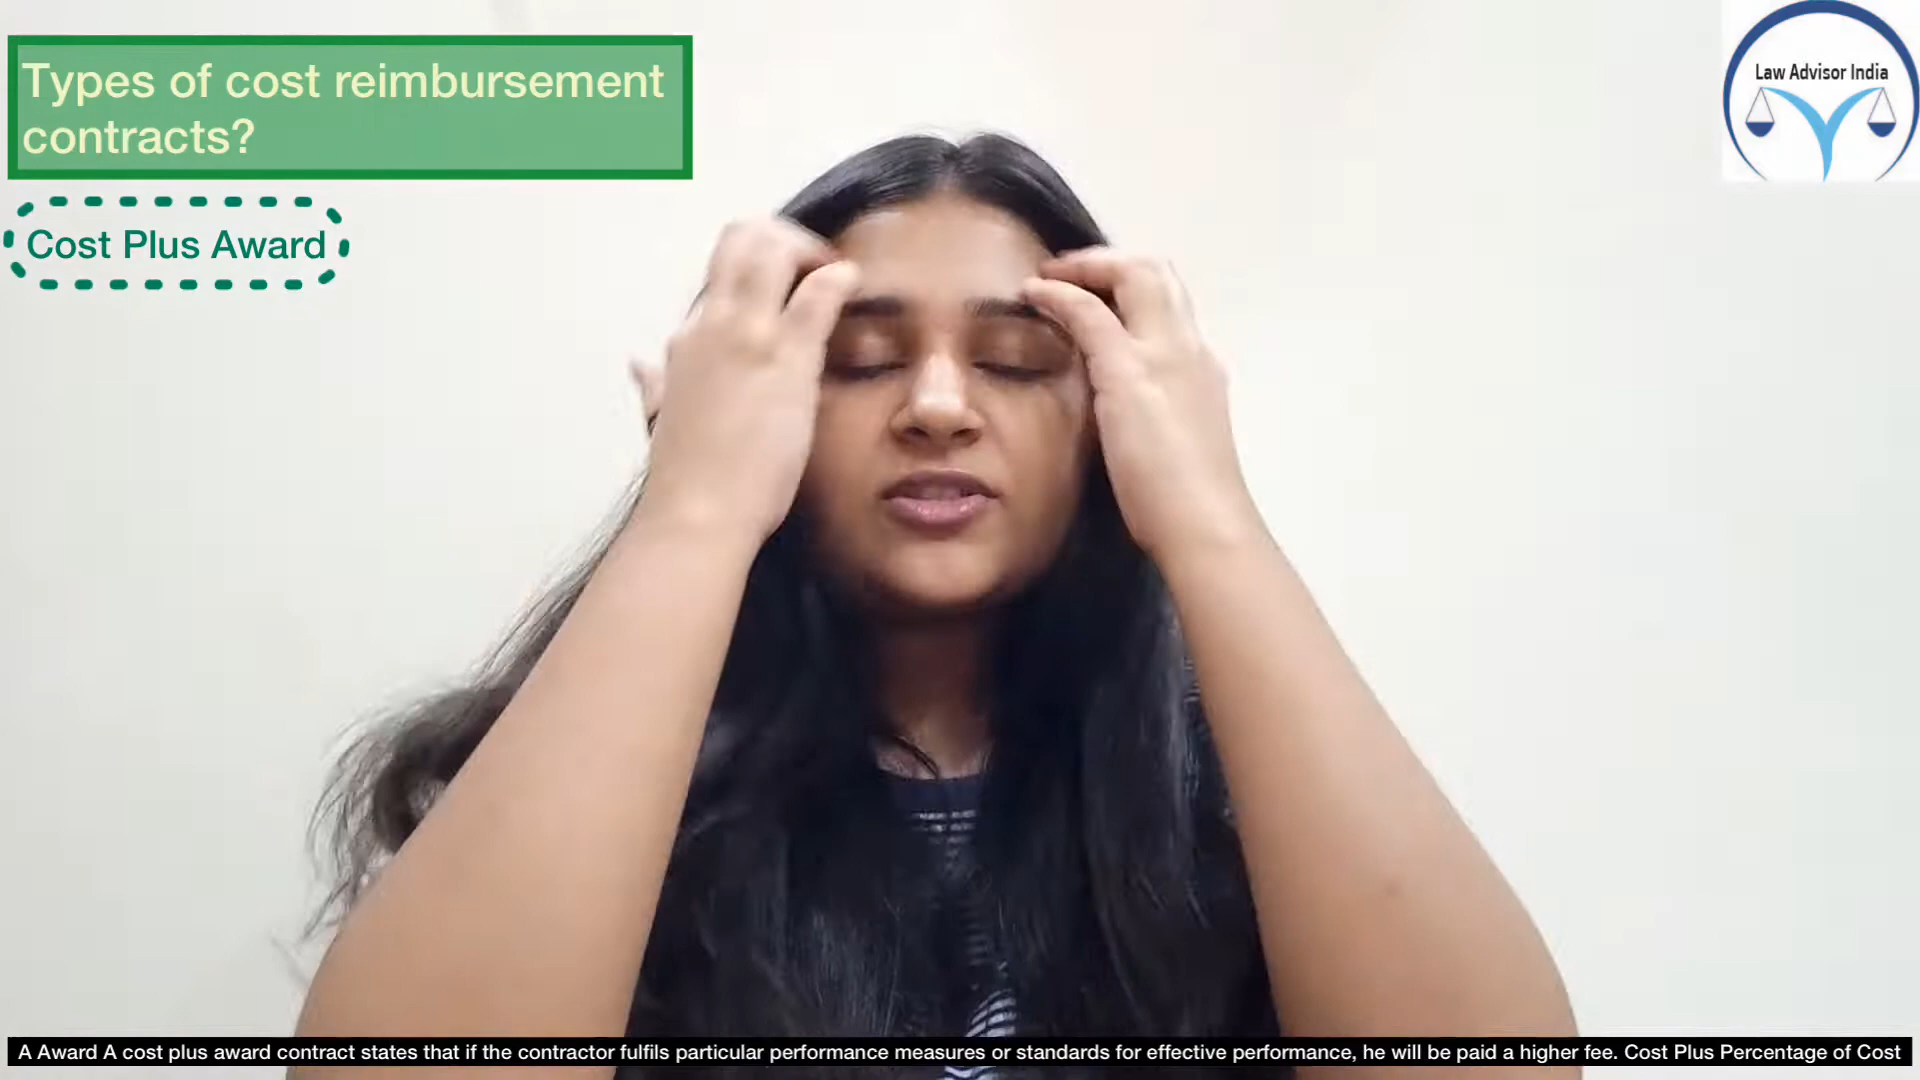 Types of cost reimbursement
contracts?
Law Advisor India
Cost Plus Award
A Award A cost plus award contract states that if the contractor fulfils particular performance measures or standards for effective performance, he will be paid a higher fee. Cost Plus Percentage of Cost